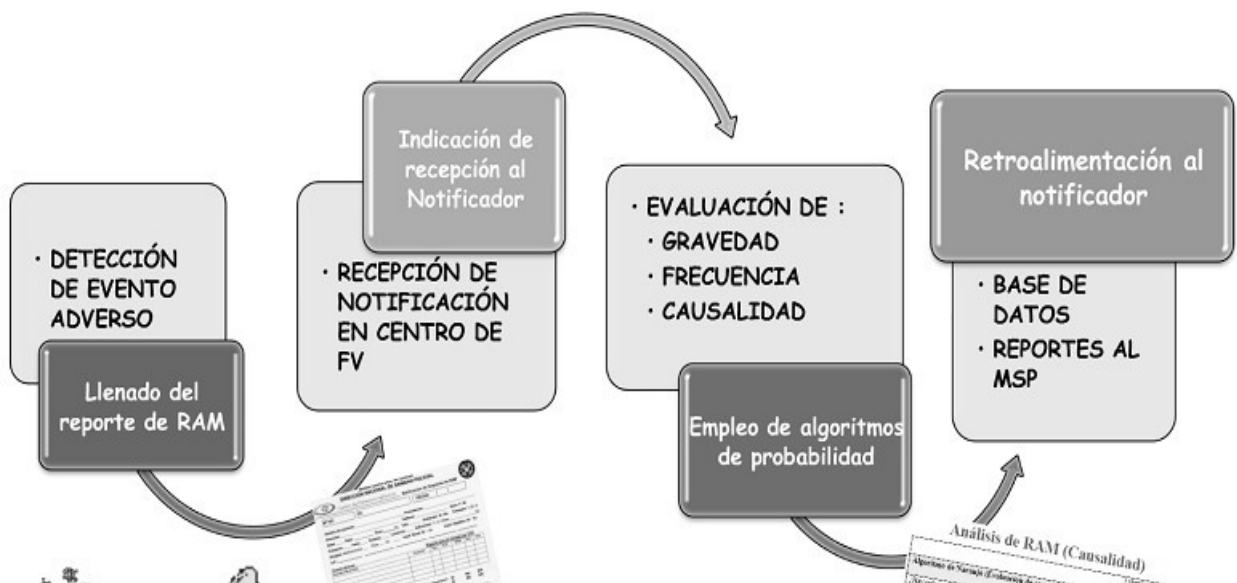 · DETECCIÓN
DE EVENTO
ADVERSO
Llenado del
reporte de RAM
Indicación de
recepción al
Notificador
· RECEPCIÓN DE
NOTIFICACIÓN
EN CENTRO DE
FV
· EVALUACIÓN DE :
· GRAVEDAD
· FRECUENCIA
· CAUSALIDAD
Empleo de algoritmos
de probabilidad
Retroalimentación al
notificador
· BASE DE
DATOS
· REPORTES AL
MSP
Análisis de RAM (Causalidad)